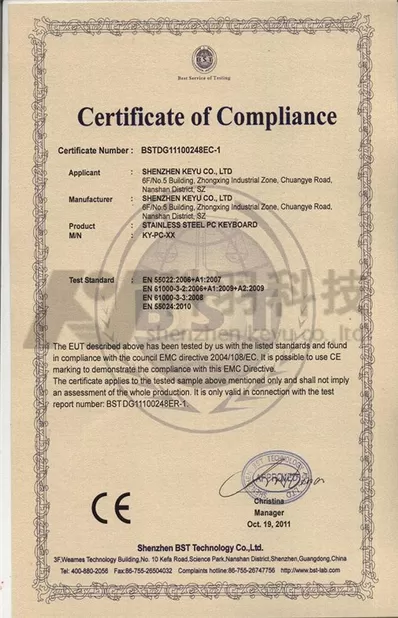 Best Service of Testing
Certificate of Compliance
Certificate Number : BSTDG11100248EC-1
Applicant : SHENZHEN KEYU CO., LTD
6F/No.5 Building, Zhongxing Industrial Zone, Chuangye Road,
Nanshan District, SZ
Manufacturer : SHENZHEN KEYU CO., LTD
6F/No.5 Building, Zhongxing Industrial Zone, Chuangye Road,
Nanshan District, SZ
Product : STAINLESS STEEL PC KEYBOARD
M/N : KY-PC-XX
Test Standard : EN 55022:2006+A1:2007
EN 61000-3-2:2006+A1:2009+A2:2009
EN 61000-3-3:2008
EN 55024:2010
羽科技
shenzhen keyu co. ltd
The EUT described above has been tested by us with the listed standards and found
in compliance with the council EMC directive 2004/108/EC. It is possible to use CE
marking to demonstrate the compliance with this EMC Directive.
The certificate applies to the tested sample above mentioned only and shall not imply
an assessment of the whole production. It is only valid in connection with the test
report number: BSTDG11100248ER-1.
APPROVED
CE
Christina
Manager
Oct. 19, 2011
Shenzhen BST Technology Co.,Ltd.
3F,Weames Technology Building,No. 10 Kefa Road,Science Park,Nanshan District,Shenzhen,Guangdong,China
Tel: 400-880-2056 Fax:86-755-26504032 Complaints hotline:86-755-26747756 http://www.bst-lab.com